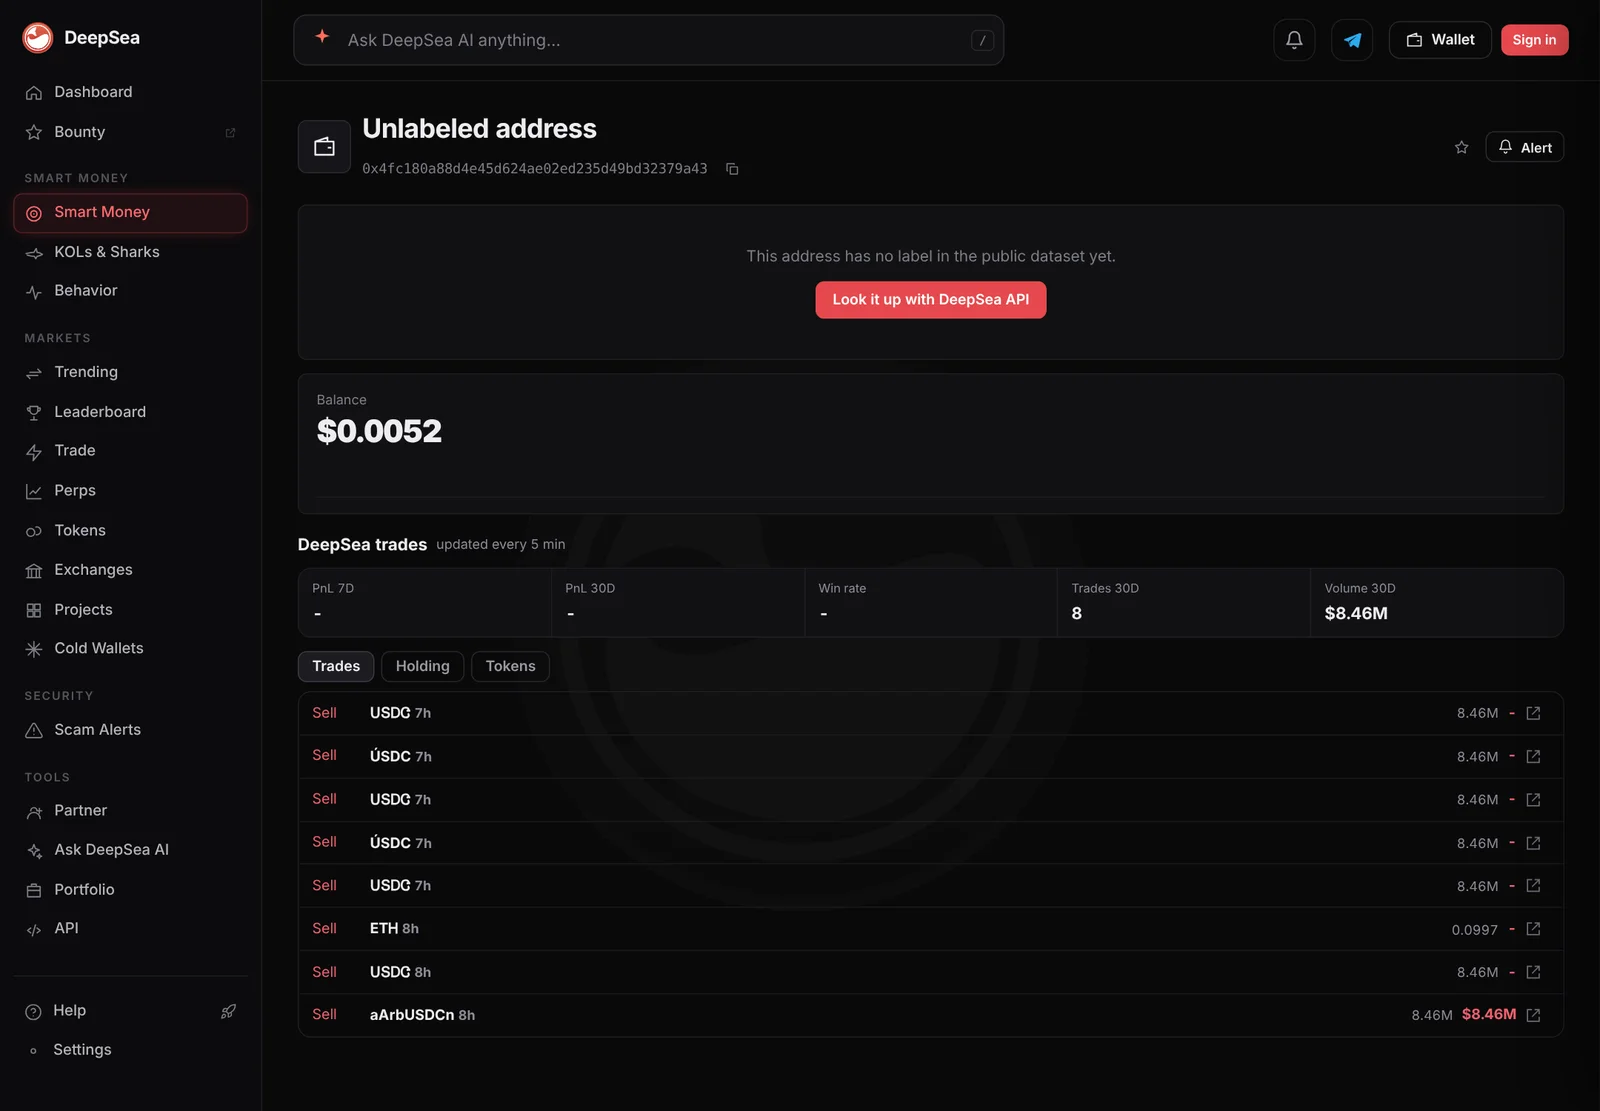 DeepSea
Ask DeepSea AI anything...
/
Wallet
Sign in
Dashboard
Bounty
SMART MONEY
Smart Money
KOLs & Sharks
Behavior
MARKETS
Trending
Leaderboard
Trade
Perps
Tokens
Exchanges
Projects
Cold Wallets
SECURITY
Scam Alerts
TOOLS
Partner
Ask DeepSea AI
Portfolio
API
Help
Settings
Unlabeled address
0x4fc180a88d4e45d624ae02ed235d49bd32379a43
Alert
This address has no label in the public dataset yet.
Look it up with DeepSea API
Balance
$0.0052
DeepSea trades updated every 5 min
PnL 7D
-
PnL 30D
-
Win rate
-
Trades 30D
8
Volume 30D
$8.46M
Trades
Holding
Tokens
Sell USDC 7h 8.46M -
Sell ÚSDC 7h 8.46M -
Sell USDC 7h 8.46M -
Sell ÚSDC 7h 8.46M -
Sell USDC 7h 8.46M -
Sell ETH 8h 0.0997 -
Sell USDC 8h 8.46M -
Sell aArbUSDCn 8h 8.46M $8.46M